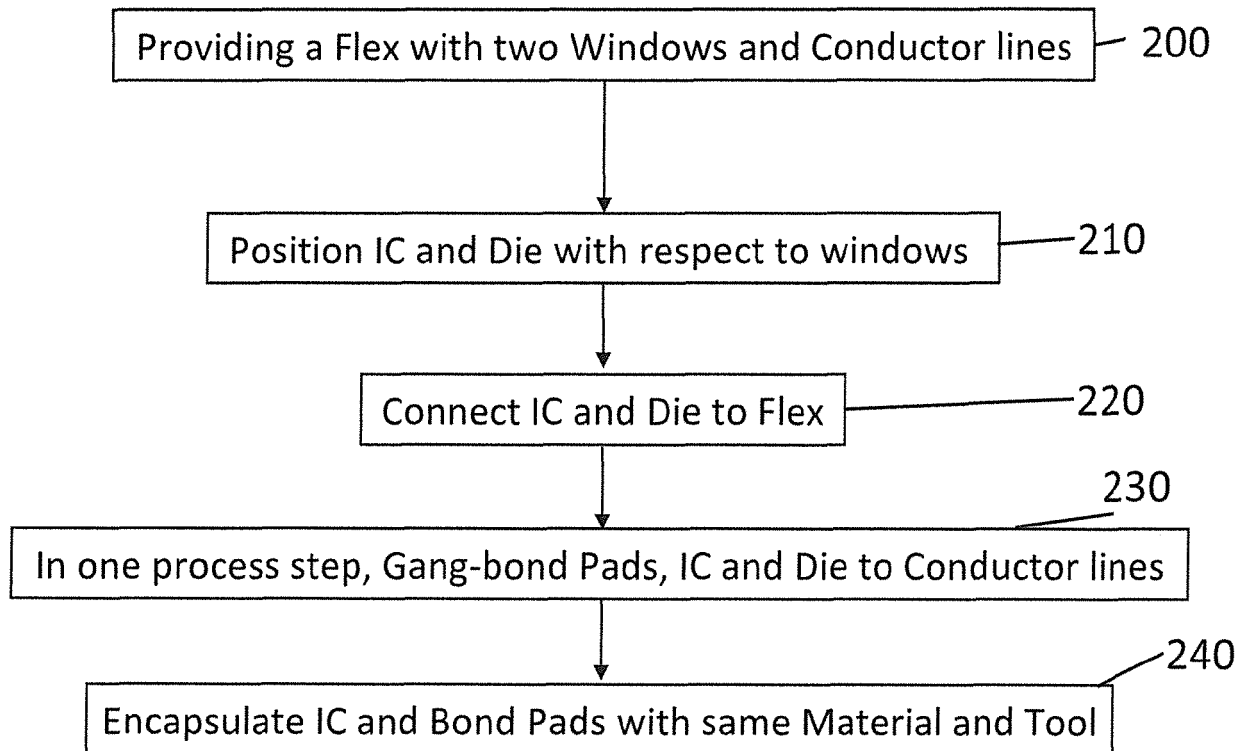 Providing a Flex with two Windows and Conductor lines
200
Position IC and Die with respect to windows
210
Connect IC and Die to Flex
220
230
In one process step, Gang-bond Pads, IC and Die to Conductor lines
240
Encapsulate IC and Bond Pads with same Material and Tool